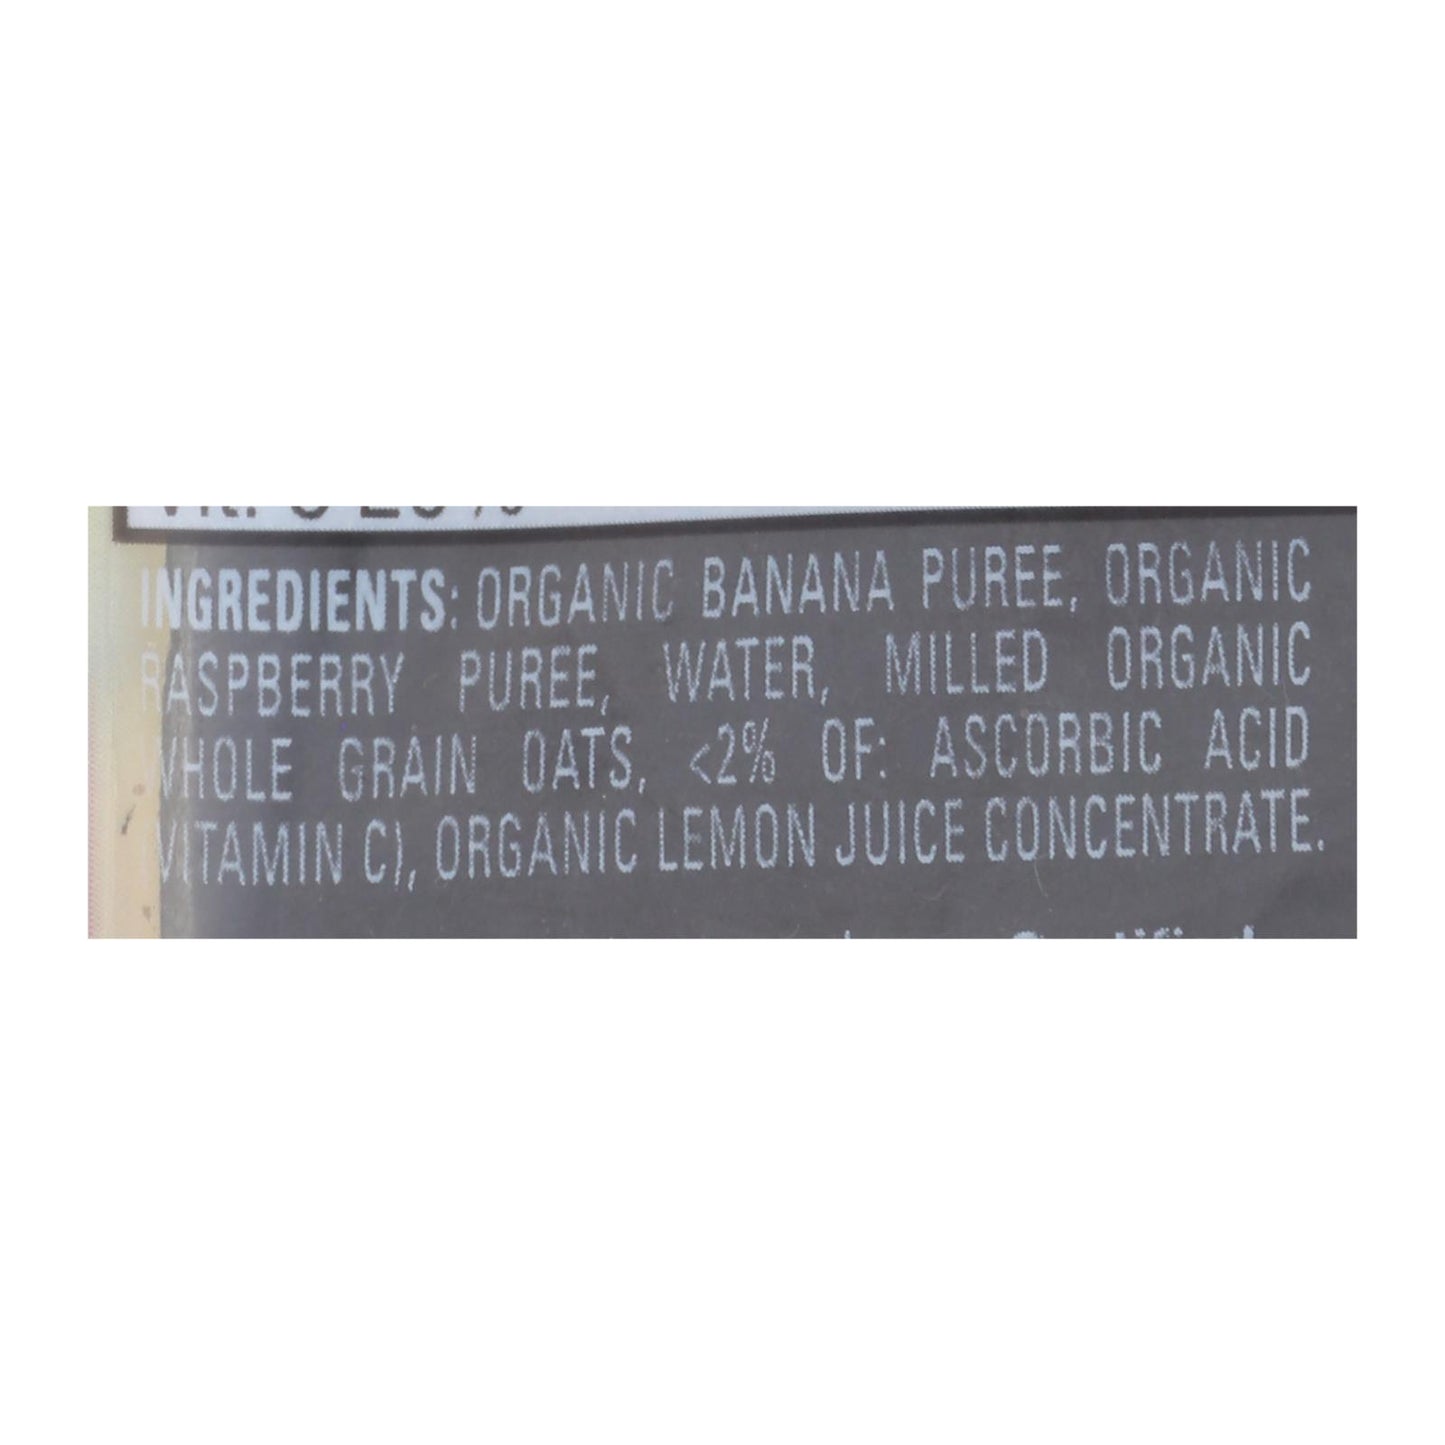 INGREDIENTS: ORGANIC BANANA PUREE, ORGANIC
RASPBERRY PUREE, WATER, MILLED ORGANIC
WHOLE GRAIN OATS, <2% OF: ASCORBIC ACID
VITAMIN C), ORGANIC LEMON JUICE CONCENTRATE.